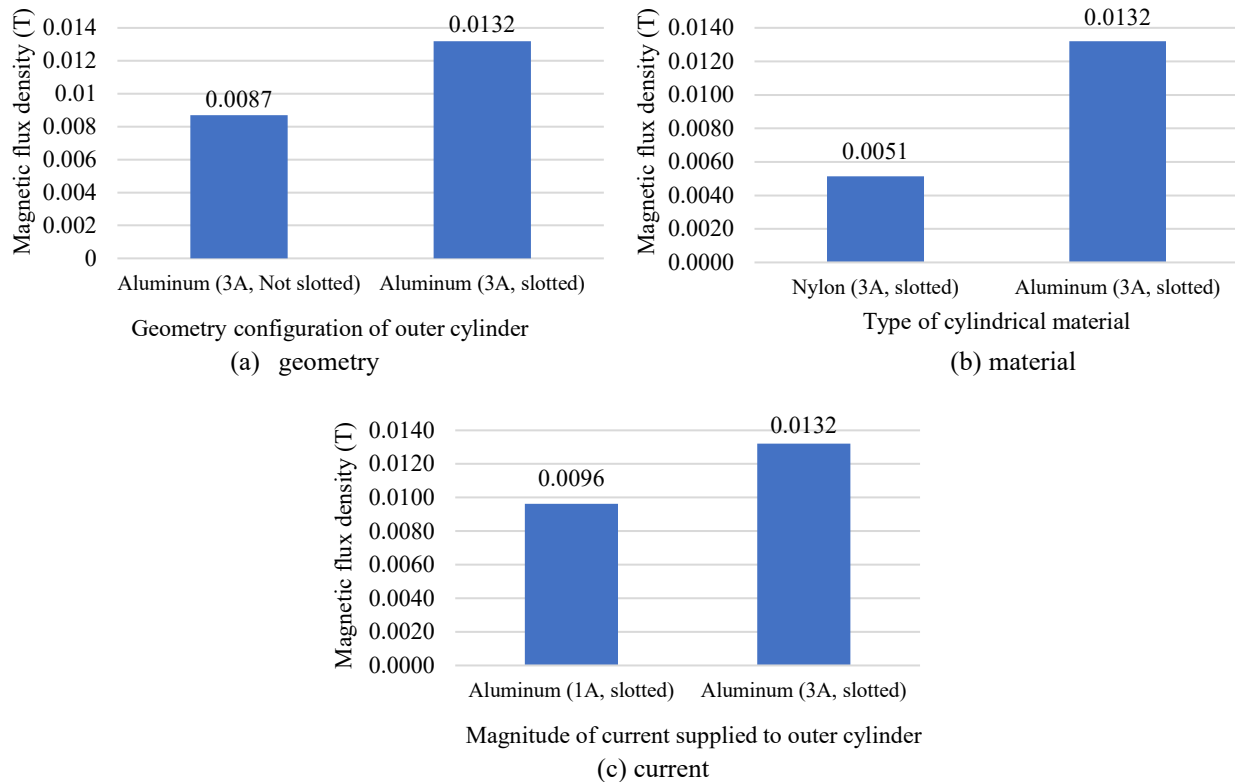 Magnetic flux density (T)
0.014
0.012
0.01
0.008
0.006
0.004
0.002
0
0.0087
0.0132
Aluminum (3A, Not slotted)
Aluminum (3A, slotted)
Geometry configuration of outer cylinder
(a) geometry
Magnetic flux density (T)
0.0140
0.0120
0.0100
0.0080
0.0060
0.0040
0.0020
0.0000
0.0051
0.0132
Nylon (3A, slotted)
Aluminum (3A, slotted)
Type of cylindrical material
(b) material
Magnetic flux density (T)
0.0140
0.0120
0.0100
0.0080
0.0060
0.0040
0.0020
0.0000
0.0096
0.0132
Aluminum (1A, slotted)
Aluminum (3A, slotted)
Magnitude of current supplied to outer cylinder
(c) current